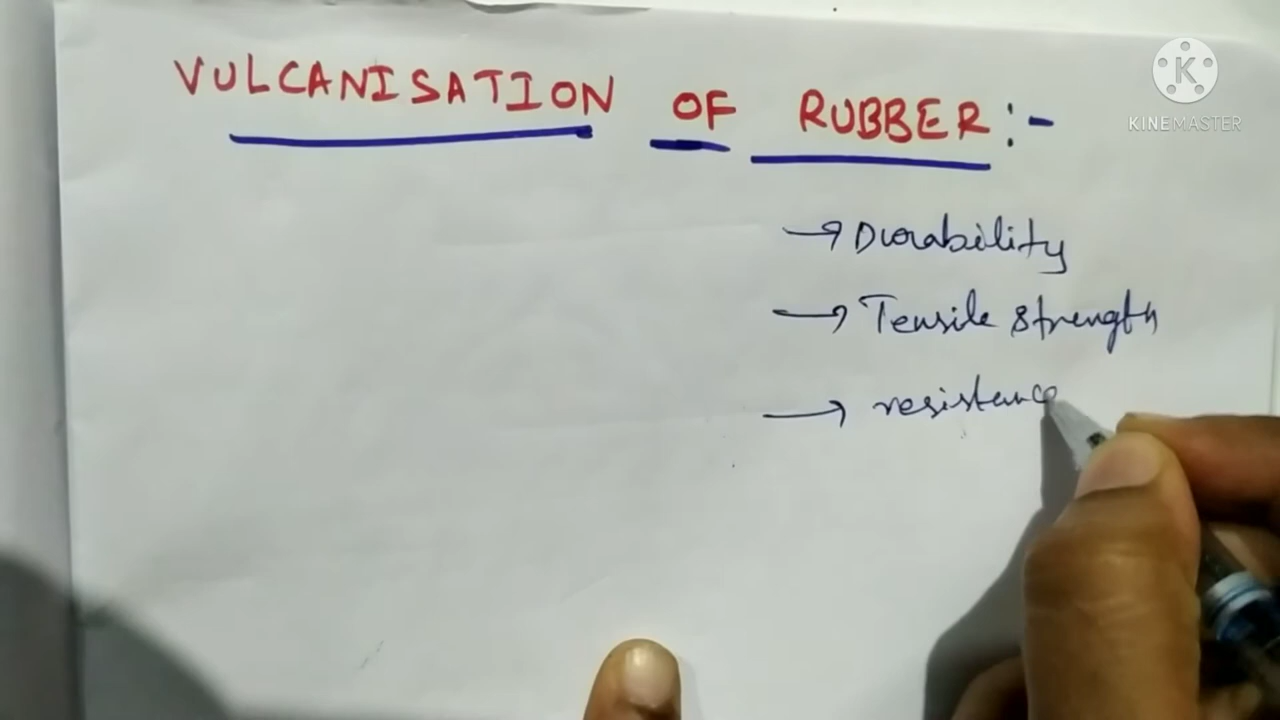 VULCANISATION OF RUBBER :-
KINEMASTER
→ Durability
→ Tensile strength
→ resistance